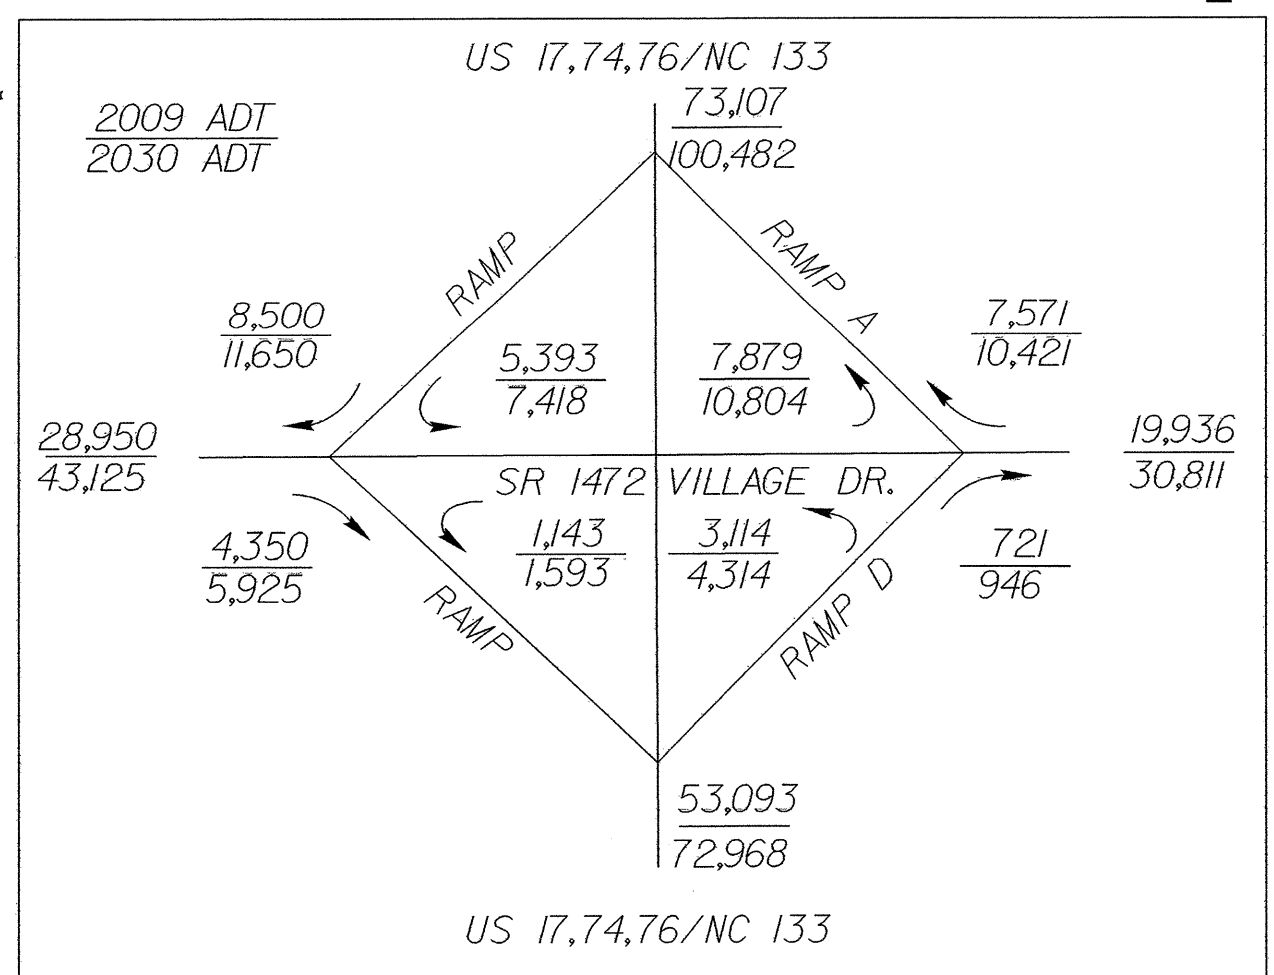 US 17,74,76/NC 133
2009 ADT
2030 ADT
73,107
100,482
RAMP
RAMP A
8,500
11,650
5,393
7,418
7,879
10,804
7,571
10,421
28,950
43,125
19,936
30,811
SR 1472 VILLAGE DR.
4,350
5,925
1,143
1,593
3,114
4,314
721
946
RAMP
RAMP D
53,093
72,968
US 17,74,76/NC 133